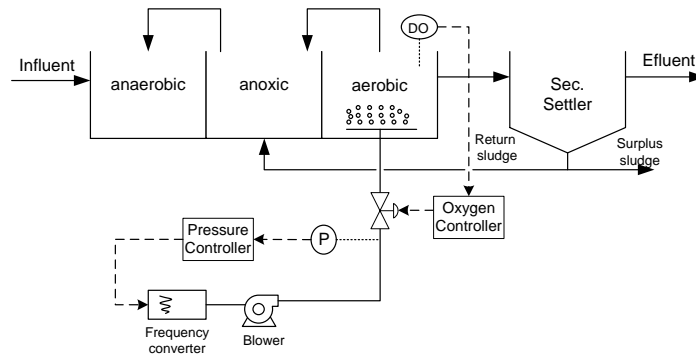 DO
Influent
anaerobic
anoxic
aerobic
Sec.
Settler
Efluent
Return
sludge
Surplus
sludge
Oxygen
Controller
Pressure
Controller
P
Frequency
converter
Blower